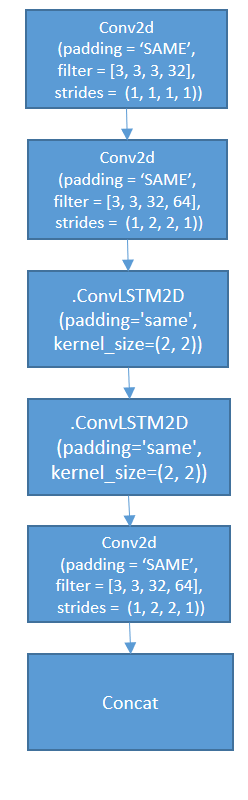 Conv2d
(padding = ‘SAME’,
filter = [3, 3, 3, 32],
strides =  (1, 1, 1, 1))
Conv2d
(padding = ‘SAME’,
filter = [3, 3, 32, 64],
strides =  (1, 2, 2, 1))
.ConvLSTM2D
(padding='same',
kernel_size=(2, 2))
.ConvLSTM2D
(padding='same',
kernel_size=(2, 2))
Conv2d
(padding = ‘SAME’,
filter = [3, 3, 32, 64],
strides =  (1, 2, 2, 1))
Concat